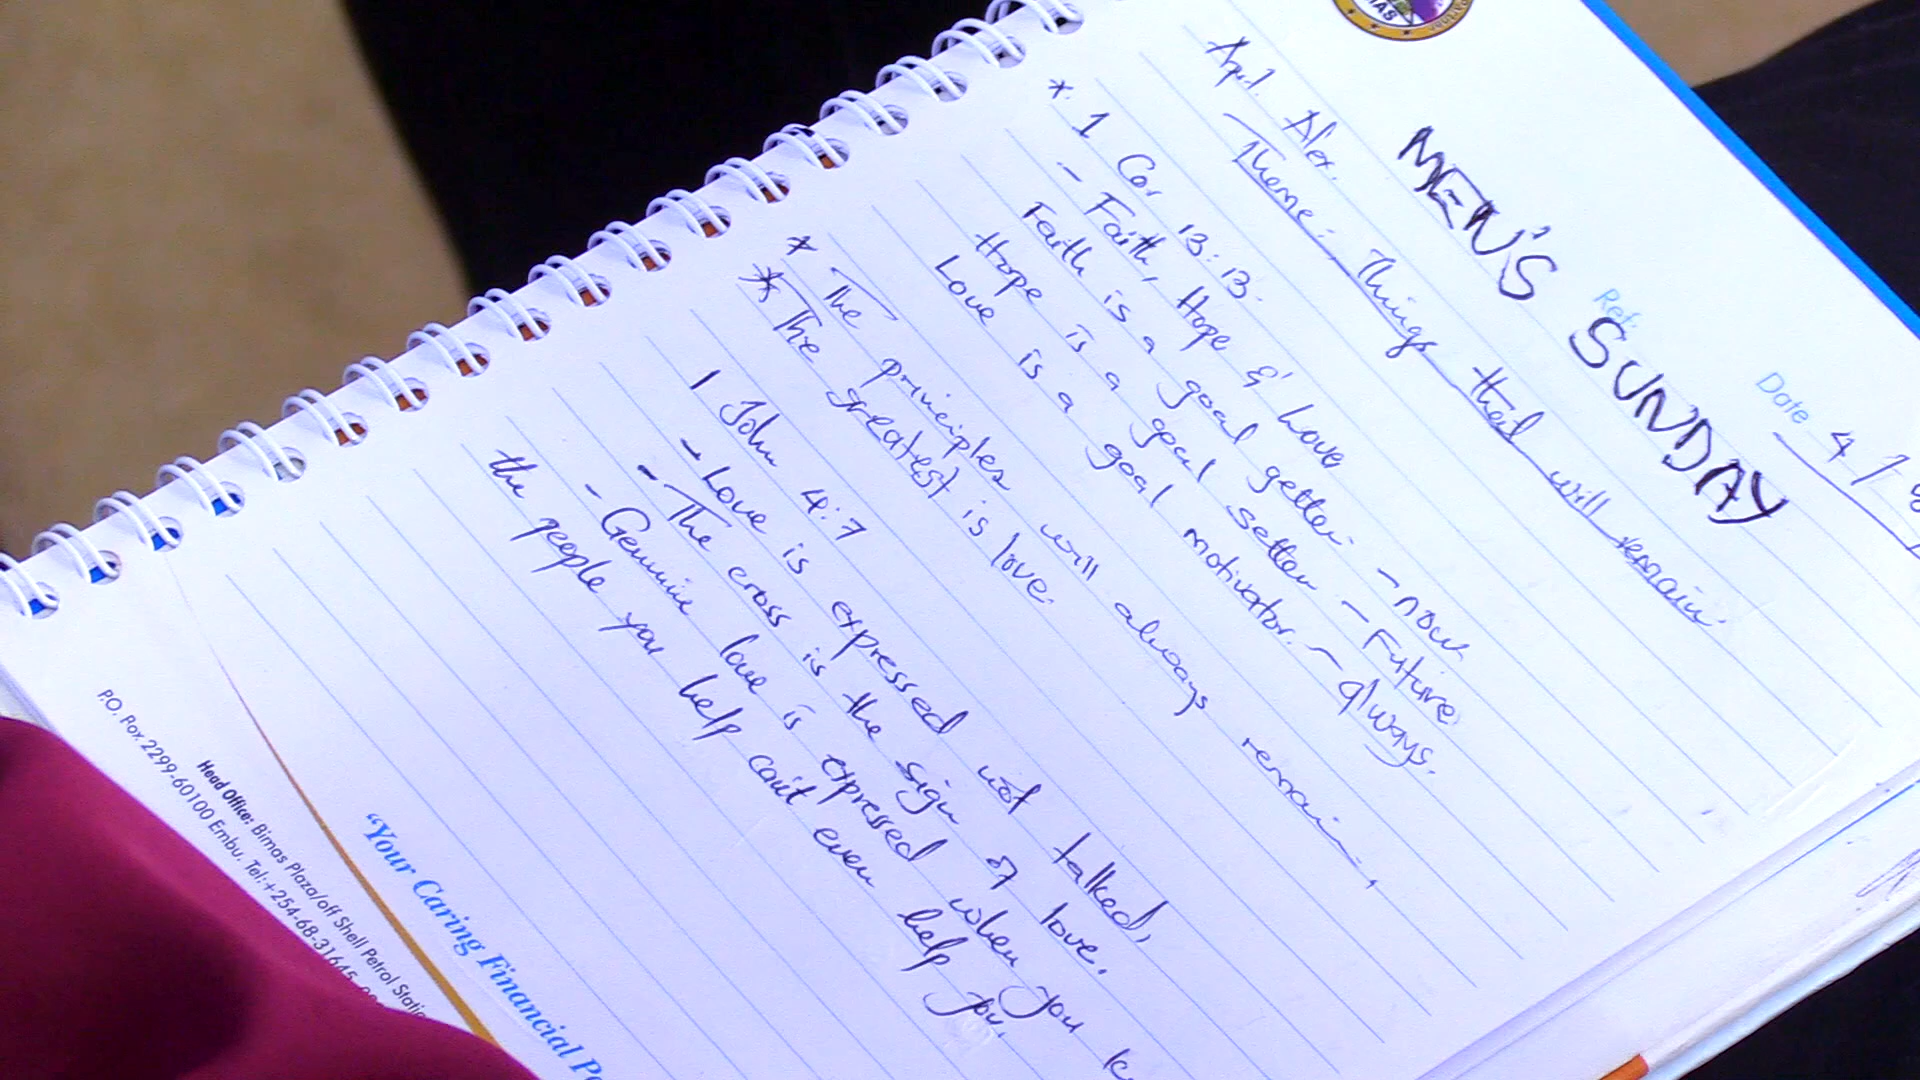 MAS
Date 4/
Ref:
MEN'S SUNDAY
Apst. Alex.
Theme: Things that will remain.
*. 1 Cor 13:13.
- Faith, Hope & Love
Faith is a goal getter - now
Hope is a goal setter - Future
Love is a goal motivator. - always.
* The principles will always remain,
* The greatest is love.
1 John 4:7
- Love is expressed not talked,
- The cross is the sign of love.
- Genuine love is expressed when you
the people you help can't even help you.
"Your Caring Financial
Head Office: Bimas Plaza/off Shell Petrol
P.O. Box 2299-60100 Embu. Tel:+254-68-31645